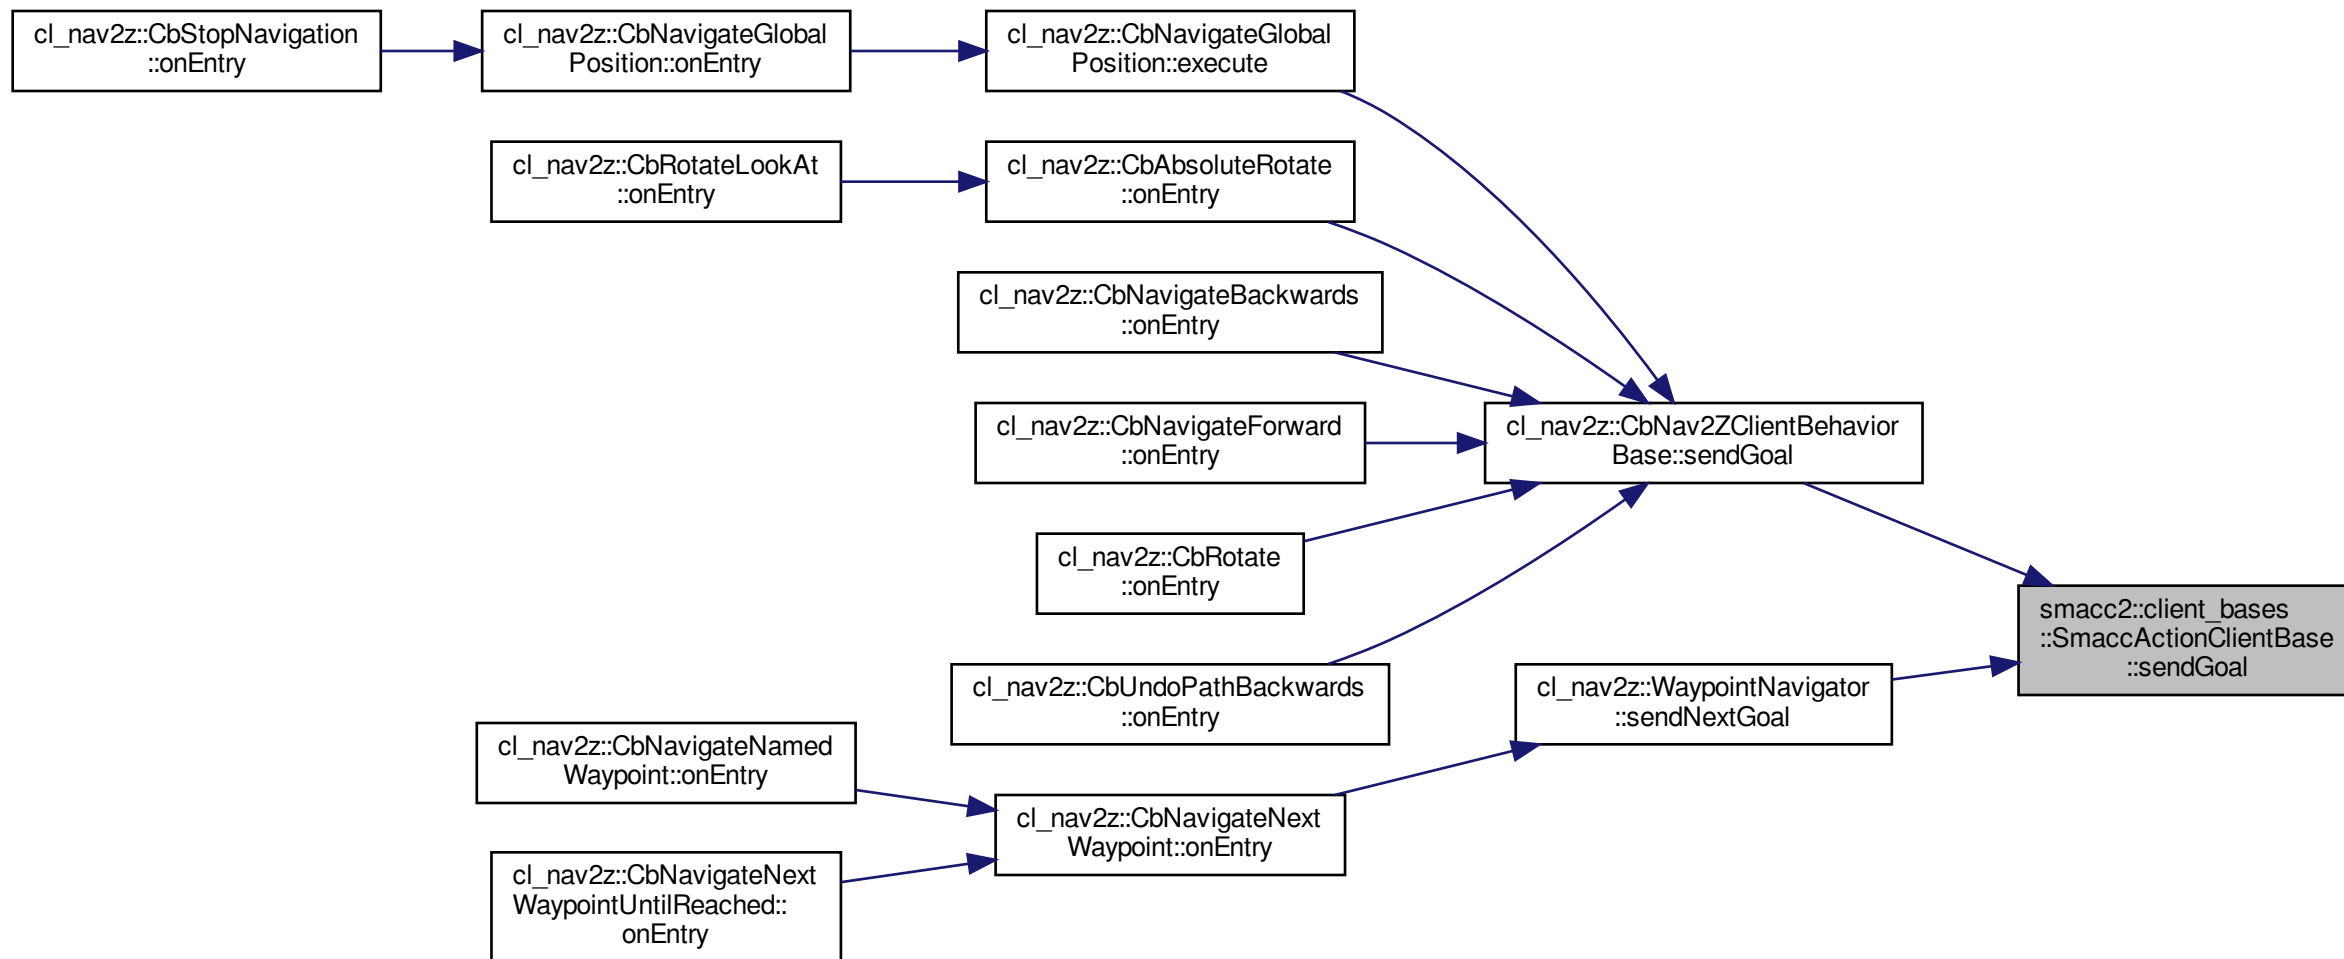 cl_nav2z::CbStopNavigation
::onEntry
cl_nav2z::CbNavigateGlobal
Position::onEntry
cl_nav2z::CbNavigateGlobal
Position::execute
cl_nav2z::CbRotateLookAt
::onEntry
cl_nav2z::CbAbsoluteRotate
::onEntry
cl_nav2z::CbNavigateBackwards
::onEntry
cl_nav2z::CbNavigateForward
::onEntry
cl_nav2z::CbNav2ZClientBehavior
Base::sendGoal
cl_nav2z::CbRotate
::onEntry
smacc2::client_bases
::SmaccActionClientBase
::sendGoal
cl_nav2z::CbUndoPathBackwards
::onEntry
cl_nav2z::WaypointNavigator
::sendNextGoal
cl_nav2z::CbNavigateNamed
Waypoint::onEntry
cl_nav2z::CbNavigateNext
Waypoint::onEntry
cl_nav2z::CbNavigateNext
WaypointUntilReached::
onEntry